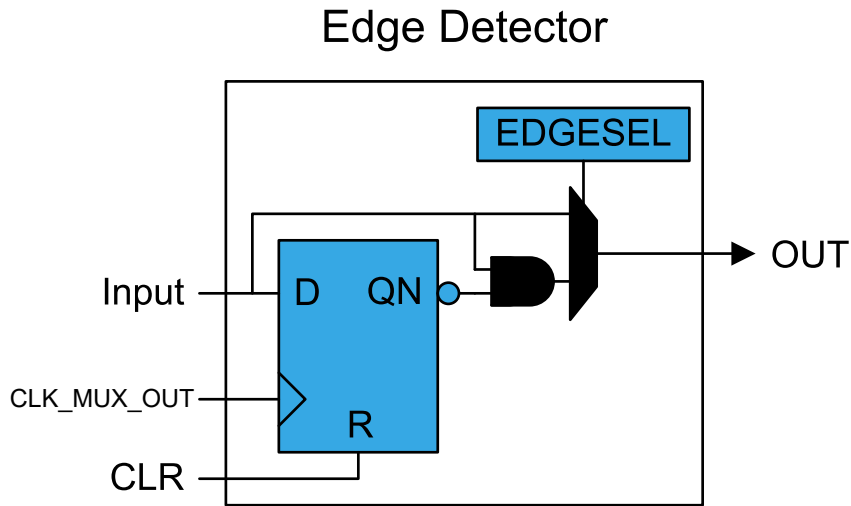 Edge Detector
EDGESEL
OUT
Input
D
QN
CLK_MUX_OUT
R
CLR